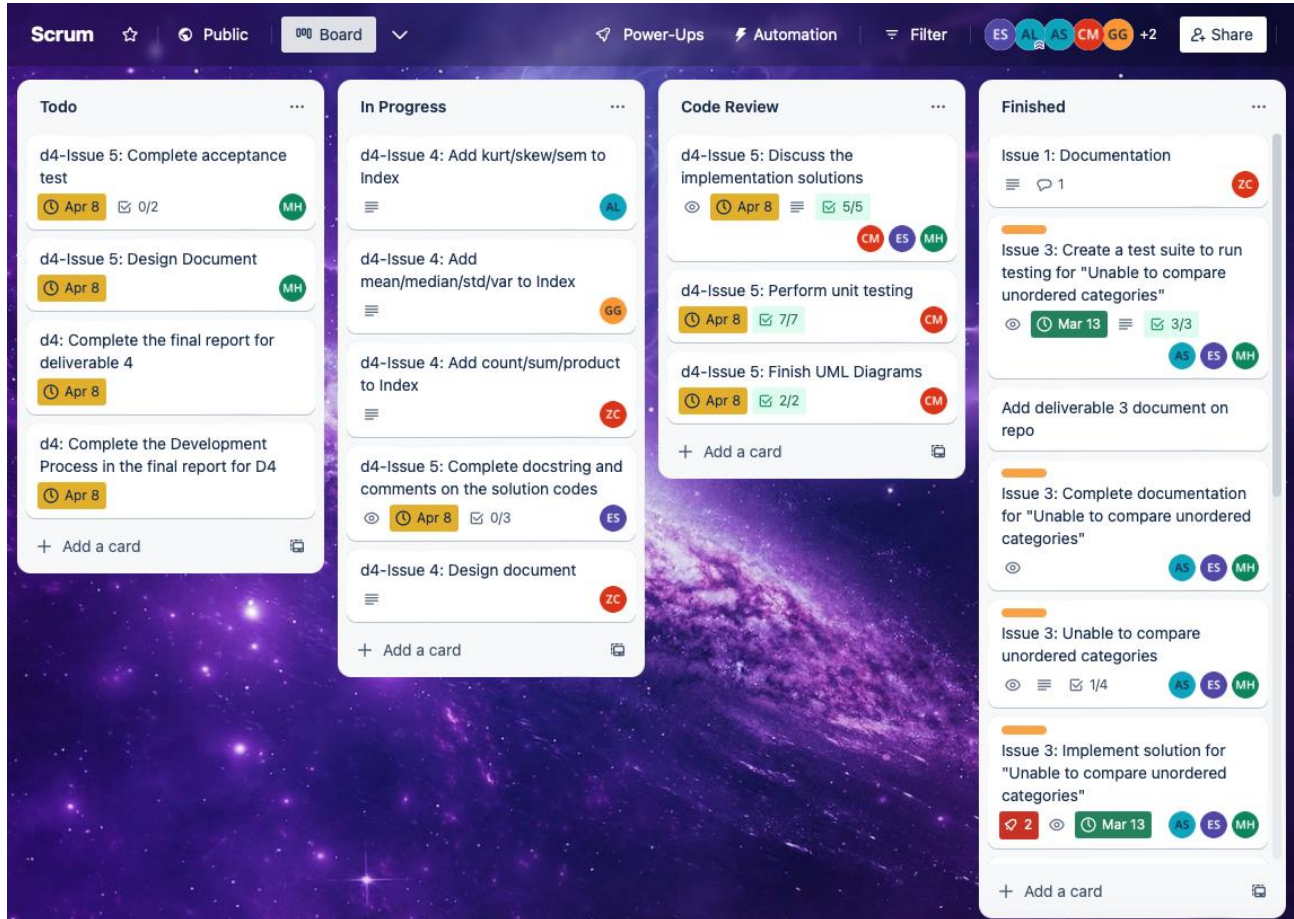 Scrum
Public
Board
Power-Ups
Automation
Filter
ES AL AS CM GG +2
Share
Todo
d4-Issue 5: Complete acceptance
test
Apr 8 0/2 MH
d4-Issue 5: Design Document
Apr 8 MH
d4: Complete the final report for
deliverable 4
Apr 8
d4: Complete the Development
Process in the final report for D4
Apr 8
+ Add a card
In Progress
d4-Issue 4: Add kurt/skew/sem to
Index
AL
d4-Issue 4: Add
mean/median/std/var to Index
GG
d4-Issue 4: Add count/sum/product
to Index
ZC
d4-Issue 5: Complete docstring and
comments on the solution codes
Apr 8 0/3 ES
d4-Issue 4: Design document
ZC
+ Add a card
Code Review
d4-Issue 5: Discuss the
implementation solutions
Apr 8 5/5
CM ES MH
d4-Issue 5: Perform unit testing
Apr 8 7/7 CM
d4-Issue 5: Finish UML Diagrams
Apr 8 2/2 CM
+ Add a card
Finished
Issue 1: Documentation
1 ZC
Issue 3: Create a test suite to run
testing for "Unable to compare
unordered categories"
Mar 13 3/3
AS ES MH
Add deliverable 3 document on
repo
Issue 3: Complete documentation
for "Unable to compare unordered
categories"
AS ES MH
Issue 3: Unable to compare
unordered categories
1/4 AS ES MH
Issue 3: Implement solution for
"Unable to compare unordered
categories"
2 Mar 13 AS ES MH
+ Add a card